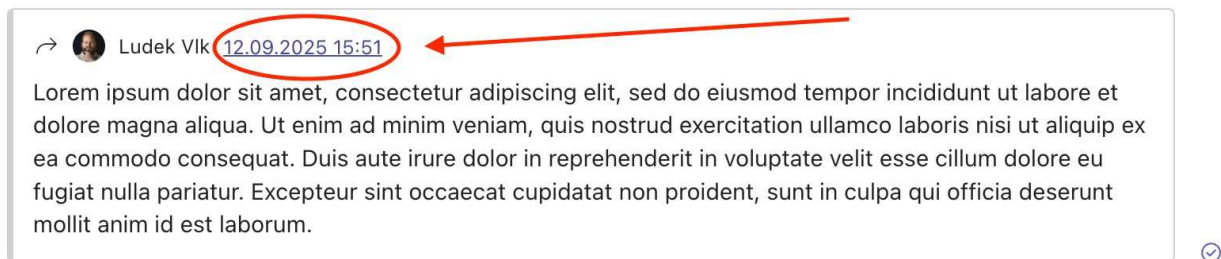 Ludek Vlk 12.09.2025 15:51
Lorem ipsum dolor sit amet, consectetur adipiscing elit, sed do eiusmod tempor incididunt ut labore et
dolore magna aliqua. Ut enim ad minim veniam, quis nostrud exercitation ullamco laboris nisi ut aliquip ex
ea commodo consequat. Duis aute irure dolor in reprehenderit in voluptate velit esse cillum dolore eu
fugiat nulla pariatur. Excepteur sint occaecat cupidatat non proident, sunt in culpa qui officia deserunt
mollit anim id est laborum.